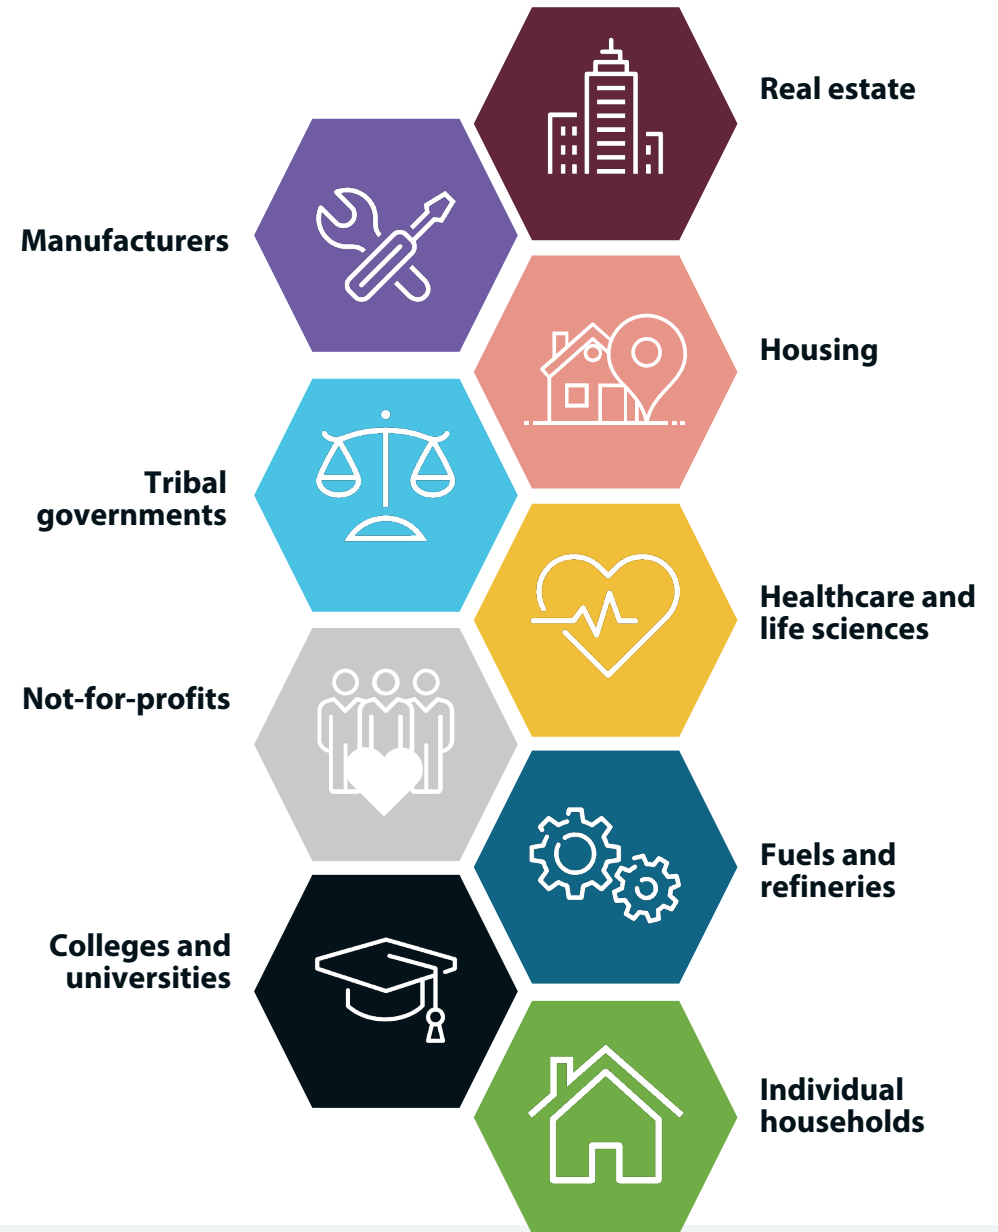 Real estate
Manufacturers
Housing
Tribal
governments
Healthcare and
life sciences
Not-for-profits
Fuels and
refineries
Colleges and
universities
Individual
households